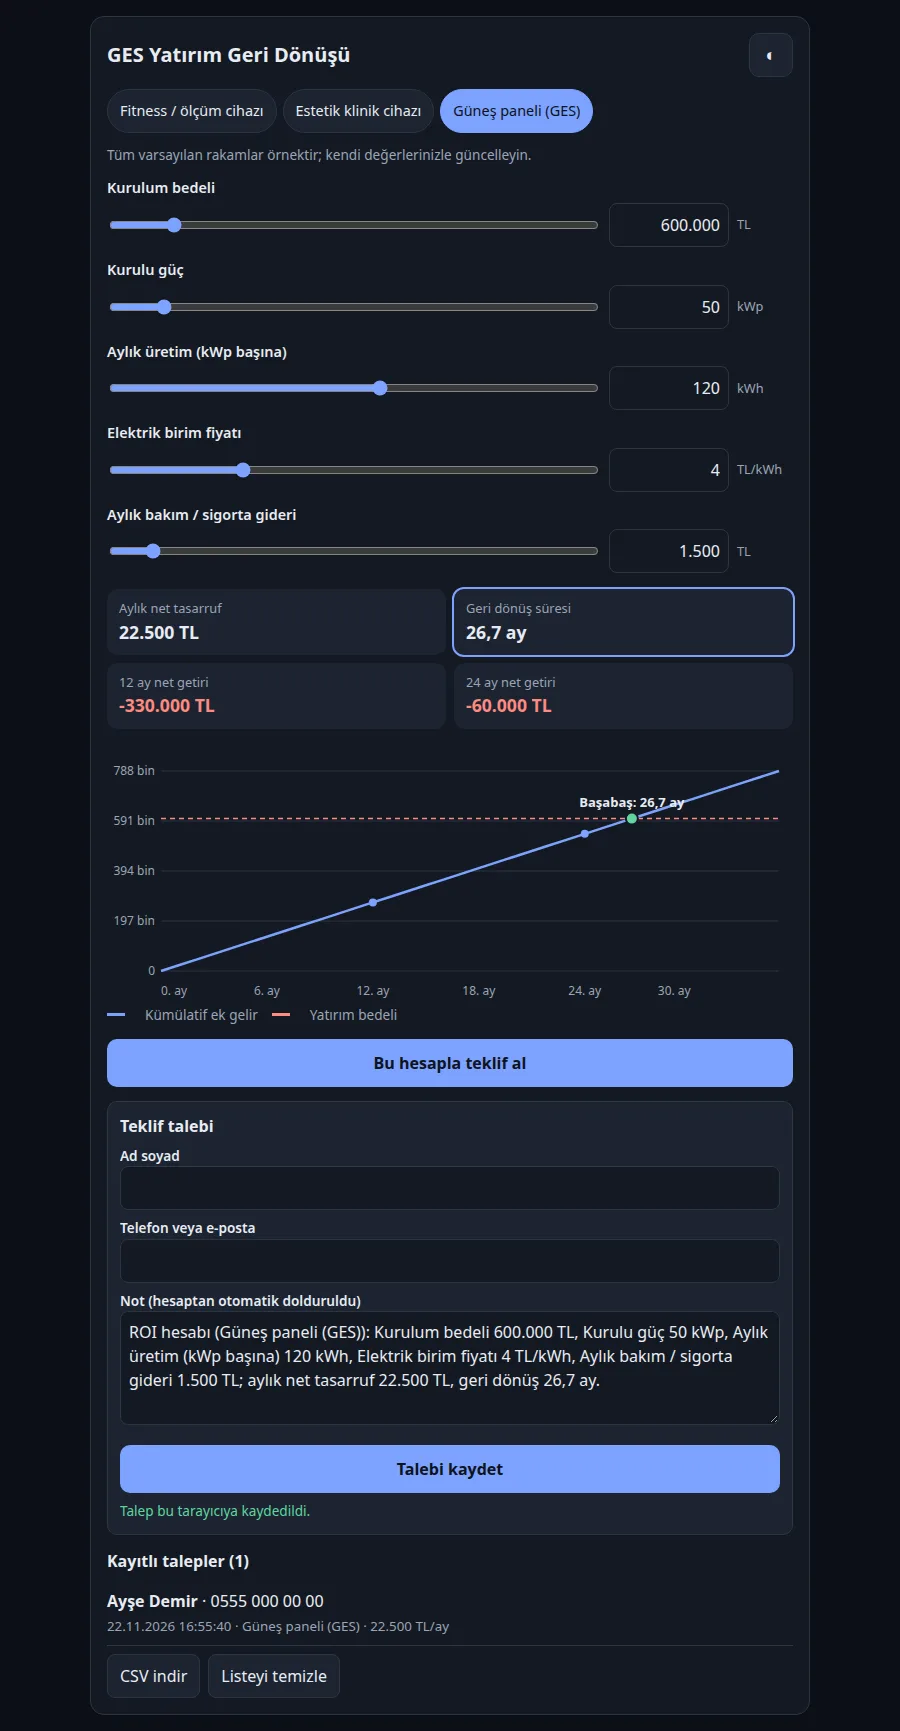 GES Yatırım Geri Dönüşü
Fitness / ölçüm cihazı
Estetik klinik cihazı
Güneş paneli (GES)
Tüm varsayılan rakamlar örnektir; kendi değerlerinizle güncelleyin.
Kurulum bedeli
600.000 TL
Kurulu güç
50 kWp
Aylık üretim (kWp başına)
120 kWh
Elektrik birim fiyatı
4 TL/kWh
Aylık bakım / sigorta gideri
1.500 TL
Aylık net tasarruf
22.500 TL
Geri dönüş süresi
26,7 ay
12 ay net getiri
-330.000 TL
24 ay net getiri
-60.000 TL
788 bin
Başabaş: 26,7 ay
591 bin
394 bin
197 bin
0
0. ay 6. ay 12. ay 18. ay 24. ay 30. ay
Kümülatif ek gelir Yatırım bedeli
Bu hesapla teklif al
Teklif talebi
Ad soyad
Telefon veya e-posta
Not (hesaptan otomatik dolduruldu)
ROI hesabı (Güneş paneli (GES)): Kurulum bedeli 600.000 TL, Kurulu güç 50 kWp, Aylık
üretim (kWp başına) 120 kWh, Elektrik birim fiyatı 4 TL/kWh, Aylık bakım / sigorta
gideri 1.500 TL; aylık net tasarruf 22.500 TL, geri dönüş 26,7 ay.
Talebi kaydet
Talep bu tarayıcıya kaydedildi.
Kayıtlı talepler (1)
Ayşe Demir · 0555 000 00 00
22.11.2026 16:55:40 · Güneş paneli (GES) · 22.500 TL/ay
CSV indir
Listeyi temizle